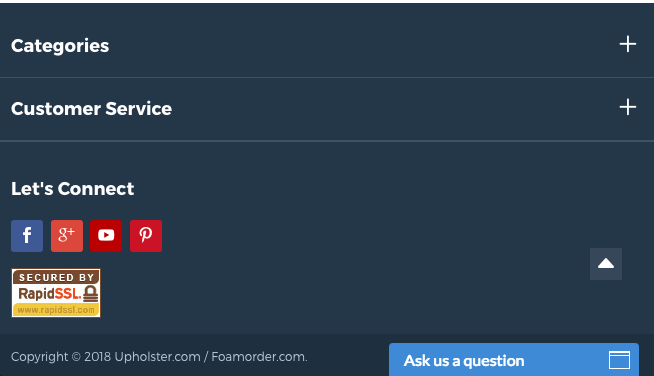 Categories
Customer Service
Let's Connect
f
g+
SECURED BY
RapidSSL.
www.rapidssl.com
Copyright © 2018 Upholster.com / Foamorder.com.
Ask us a question